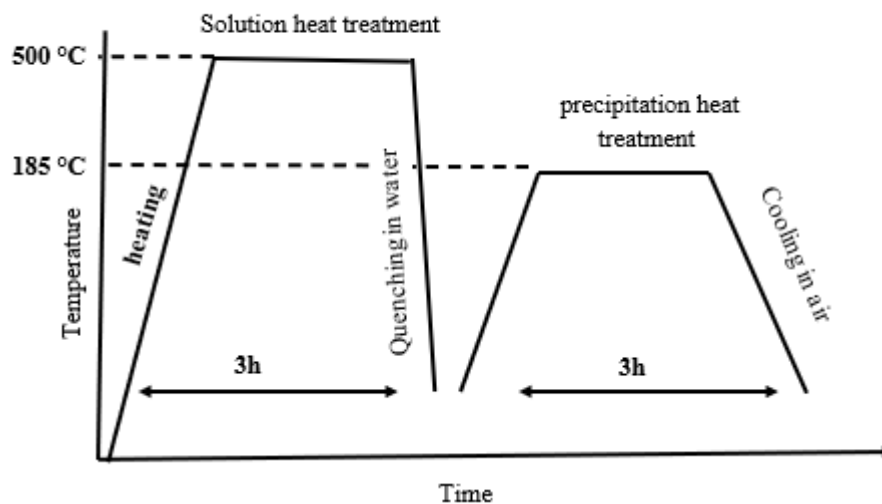 Solution heat treatment
500 °C
precipitation heat
treatment
185 °C
heating
Quenching in water
Cooling in air
Temperature
3h
3h
Time